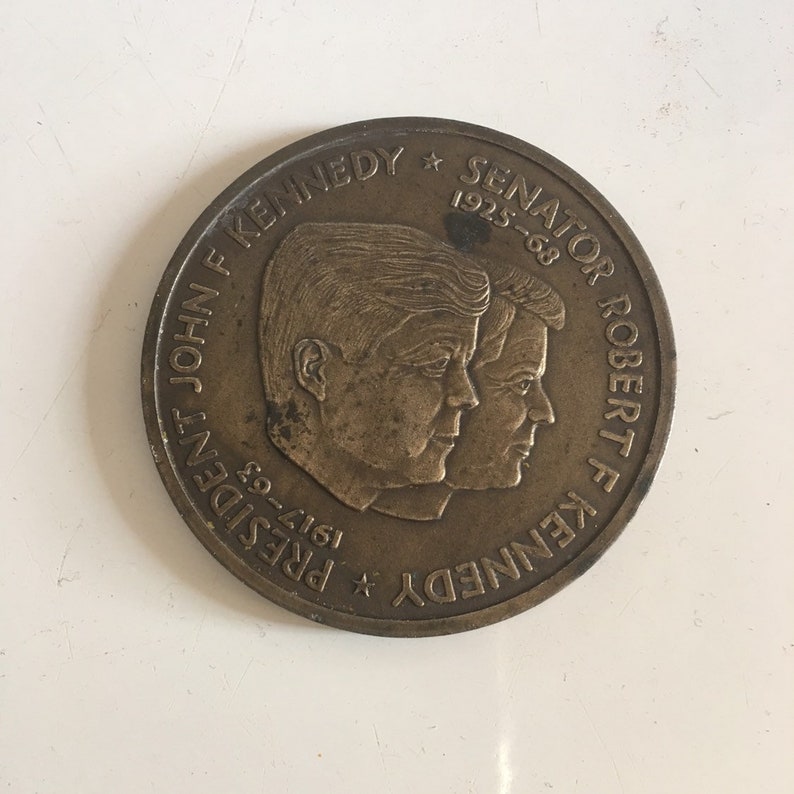 PRESIDENT JOHN F KENNEDY ★ SENATOR ROBERT F KENNEDY ★
1917-63
1925-68